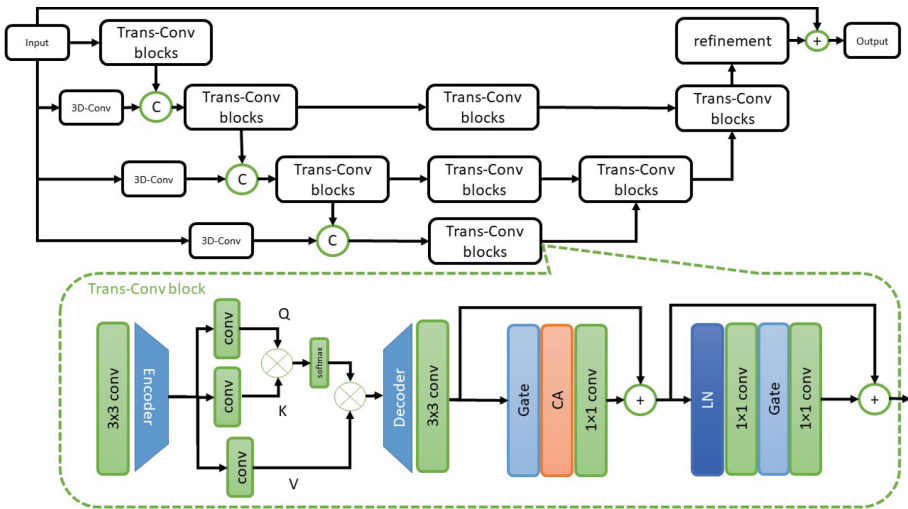 Input
Trans-Conv
blocks
refinement
+
Output
3D-Conv
C
Trans-Conv
blocks
Trans-Conv
blocks
Trans-Conv
blocks
3D-Conv
C
Trans-Conv
blocks
Trans-Conv
blocks
Trans-Conv
blocks
3D-Conv
C
Trans-Conv
blocks
Trans-Conv block
3x3 conv
Encoder
conv
Q
conv
K
conv
V
softmax
Decoder
3x3 conv
Gate
CA
1×1 conv
+
LN
1×1 conv
Gate
1×1 conv
+